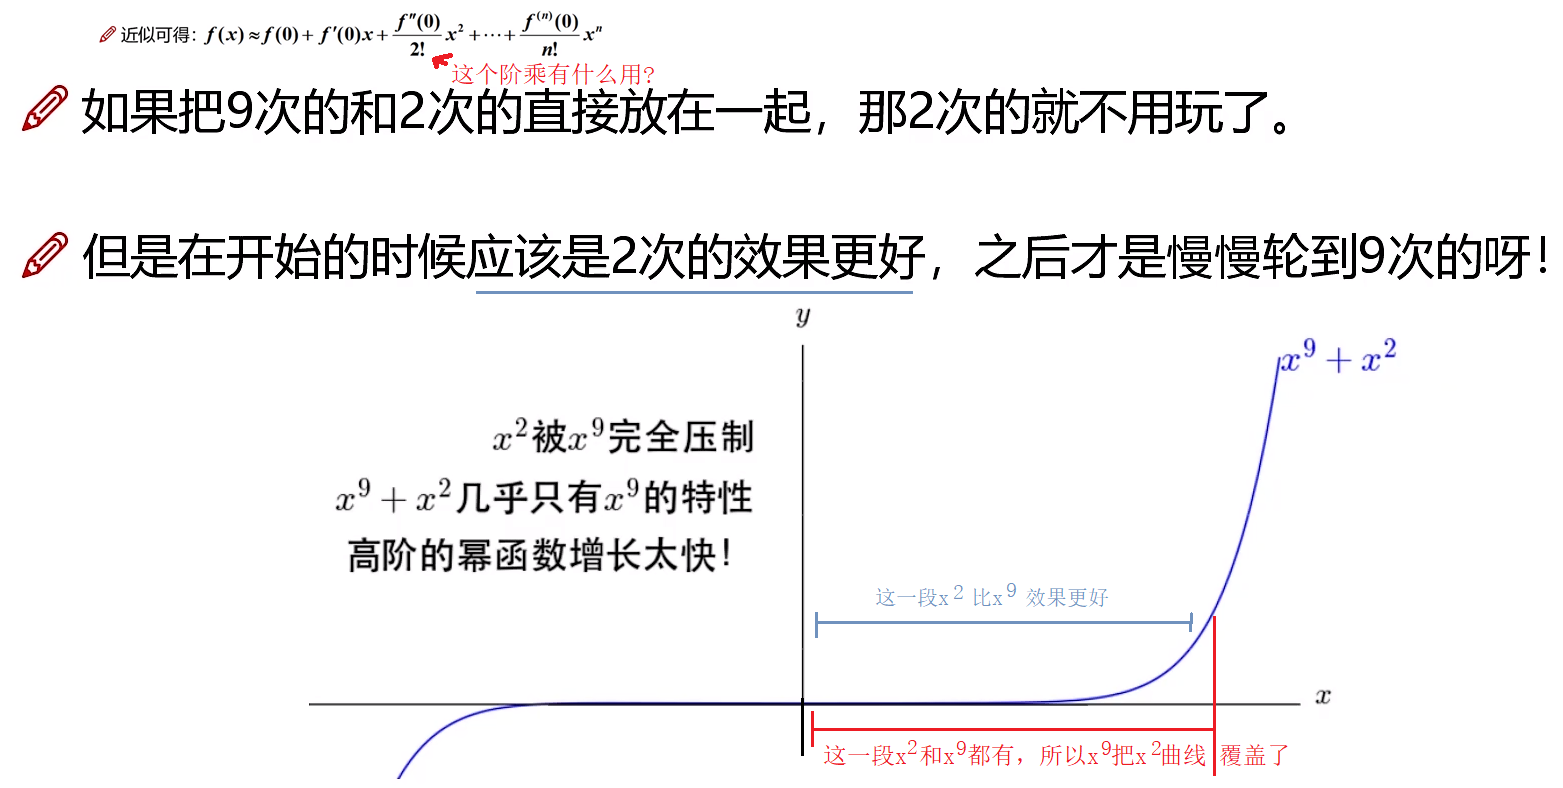 近似可得：f(x)≈f(0)+f′(0)x+f″(0)/2! x²+⋯+f⁽ⁿ⁾(0)/n! xⁿ
这个阶乘有什么用？
如果把9次的和2次的直接放在一起，那2次的就不用玩了。
但是在开始的时候应该是2次的效果更好，之后才是慢慢轮到9次的呀！
y
x⁹ + x²
x²被x⁹完全压制
x⁹ + x²几乎只有x⁹的特性
高阶的幂函数增长太快！
这一段x² 比x⁹ 效果更好
x
这一段x²和x⁹都有，所以x⁹把x²曲线 覆盖了